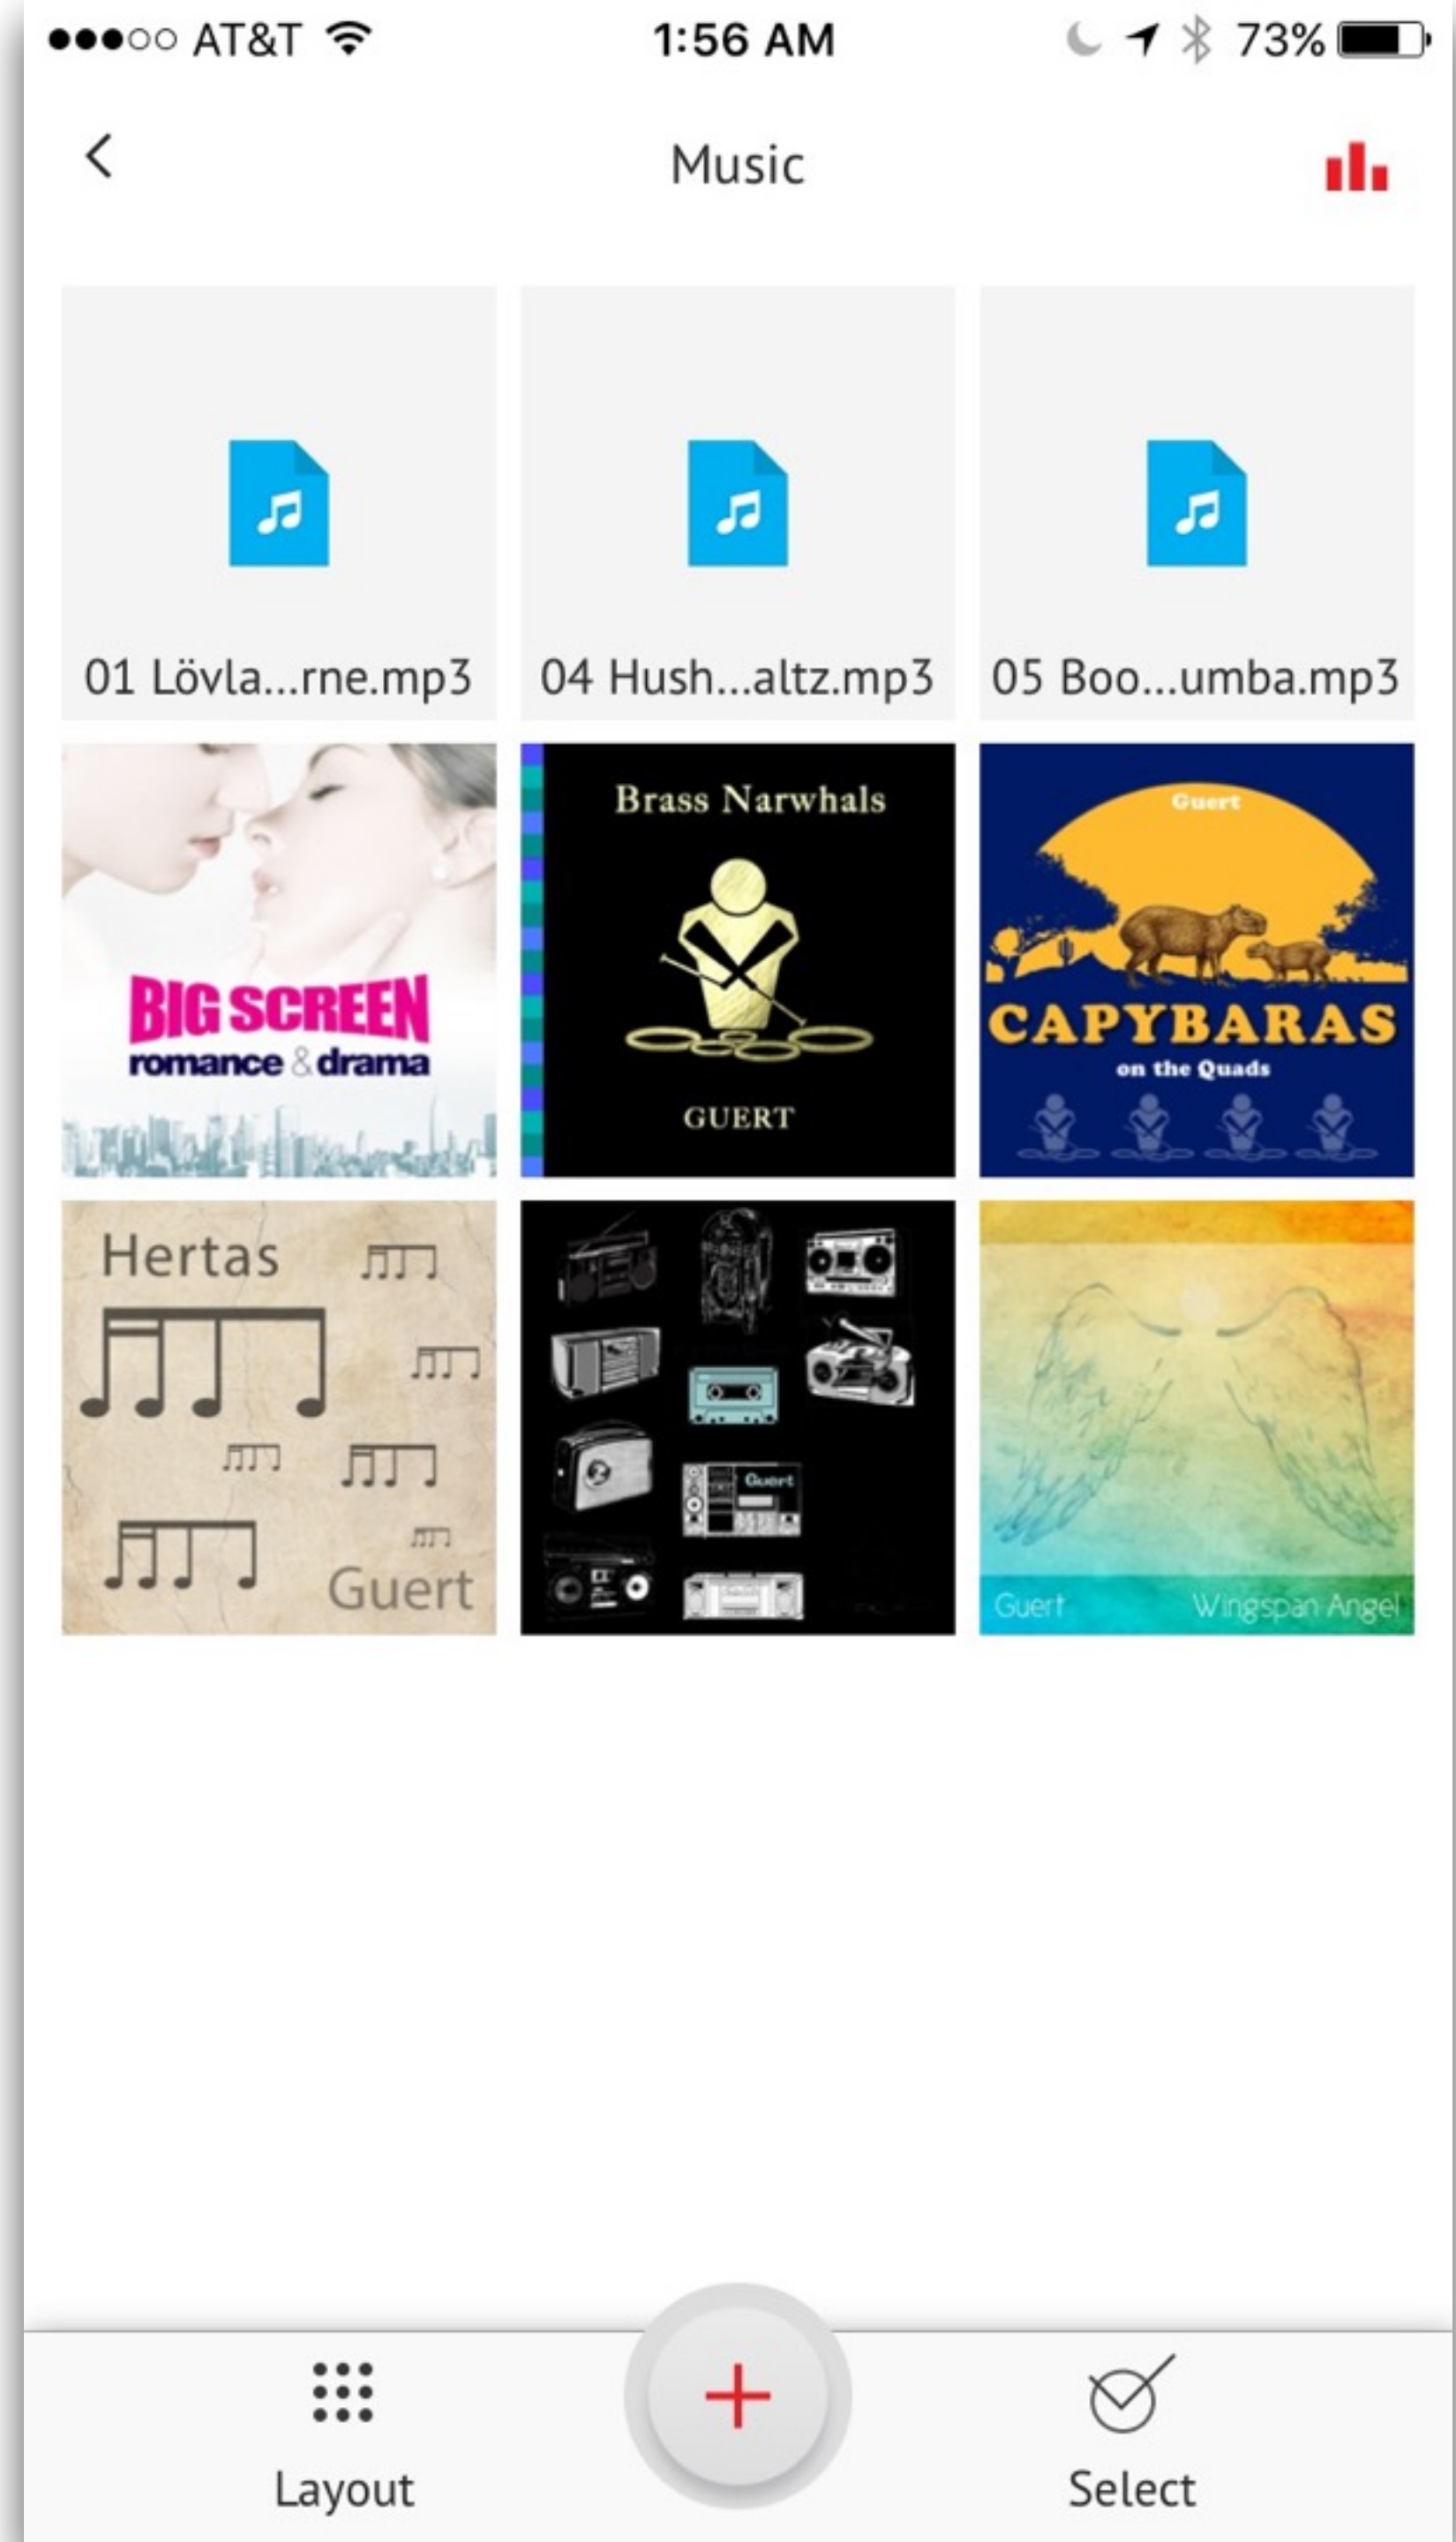 AT&T 1:56 AM 73%
Music
01 Lövla...rne.mp3
04 Hush...altz.mp3
05 Boo...umba.mp3
BIG SCREEN
romance & drama
Brass Narwhals
GUERT
Guert
CAPYBARAS
on the Quads
Hertas
Guert
Guert
Guert Wingspan Angel
Layout
Select